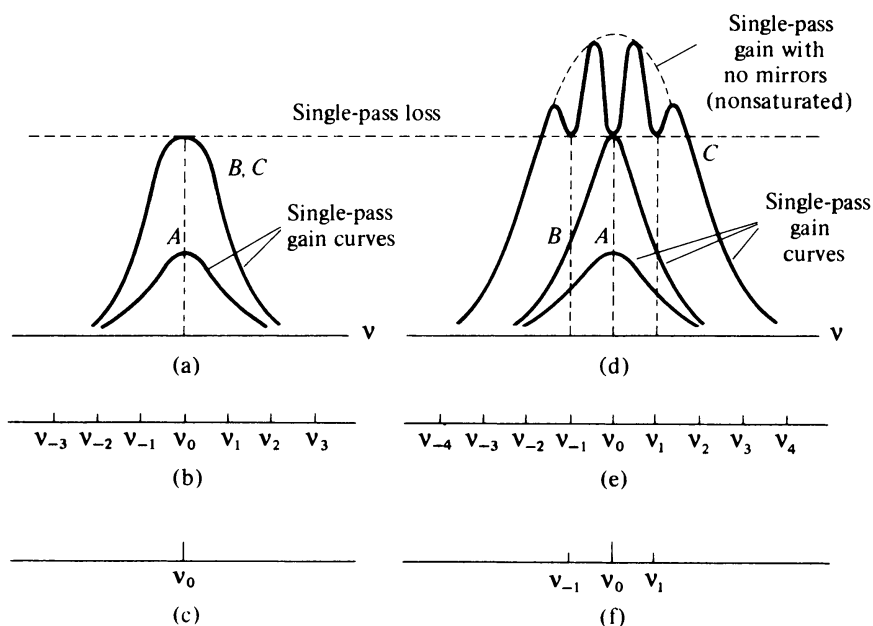 Single-pass
gain with
no mirrors
(nonsaturated)
Single-pass loss
B, C
A
Single-pass
gain curves
ν
(a)
C
B
A
Single-pass
gain
curves
ν
(d)
ν₋₃ ν₋₂ ν₋₁ ν₀ ν₁ ν₂ ν₃
(b)
ν₋₄ ν₋₃ ν₋₂ ν₋₁ ν₀ ν₁ ν₂ ν₃ ν₄
(e)
ν₀
(c)
ν₋₁ ν₀ ν₁
(f)